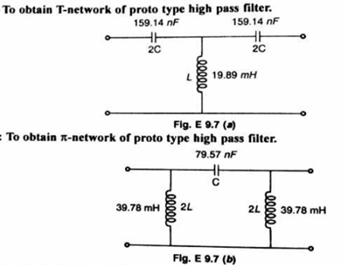 To obtain T-network of proto type high pass filter.
159.14 nF 159.14 nF
2C 2C
L 19.89 mH
Fig. E 9.7 (a)
: To obtain π-network of proto type high pass filter.
79.57 nF
C
39.78 mH 2L 2L 39.78 mH
Fig. E 9.7 (b)